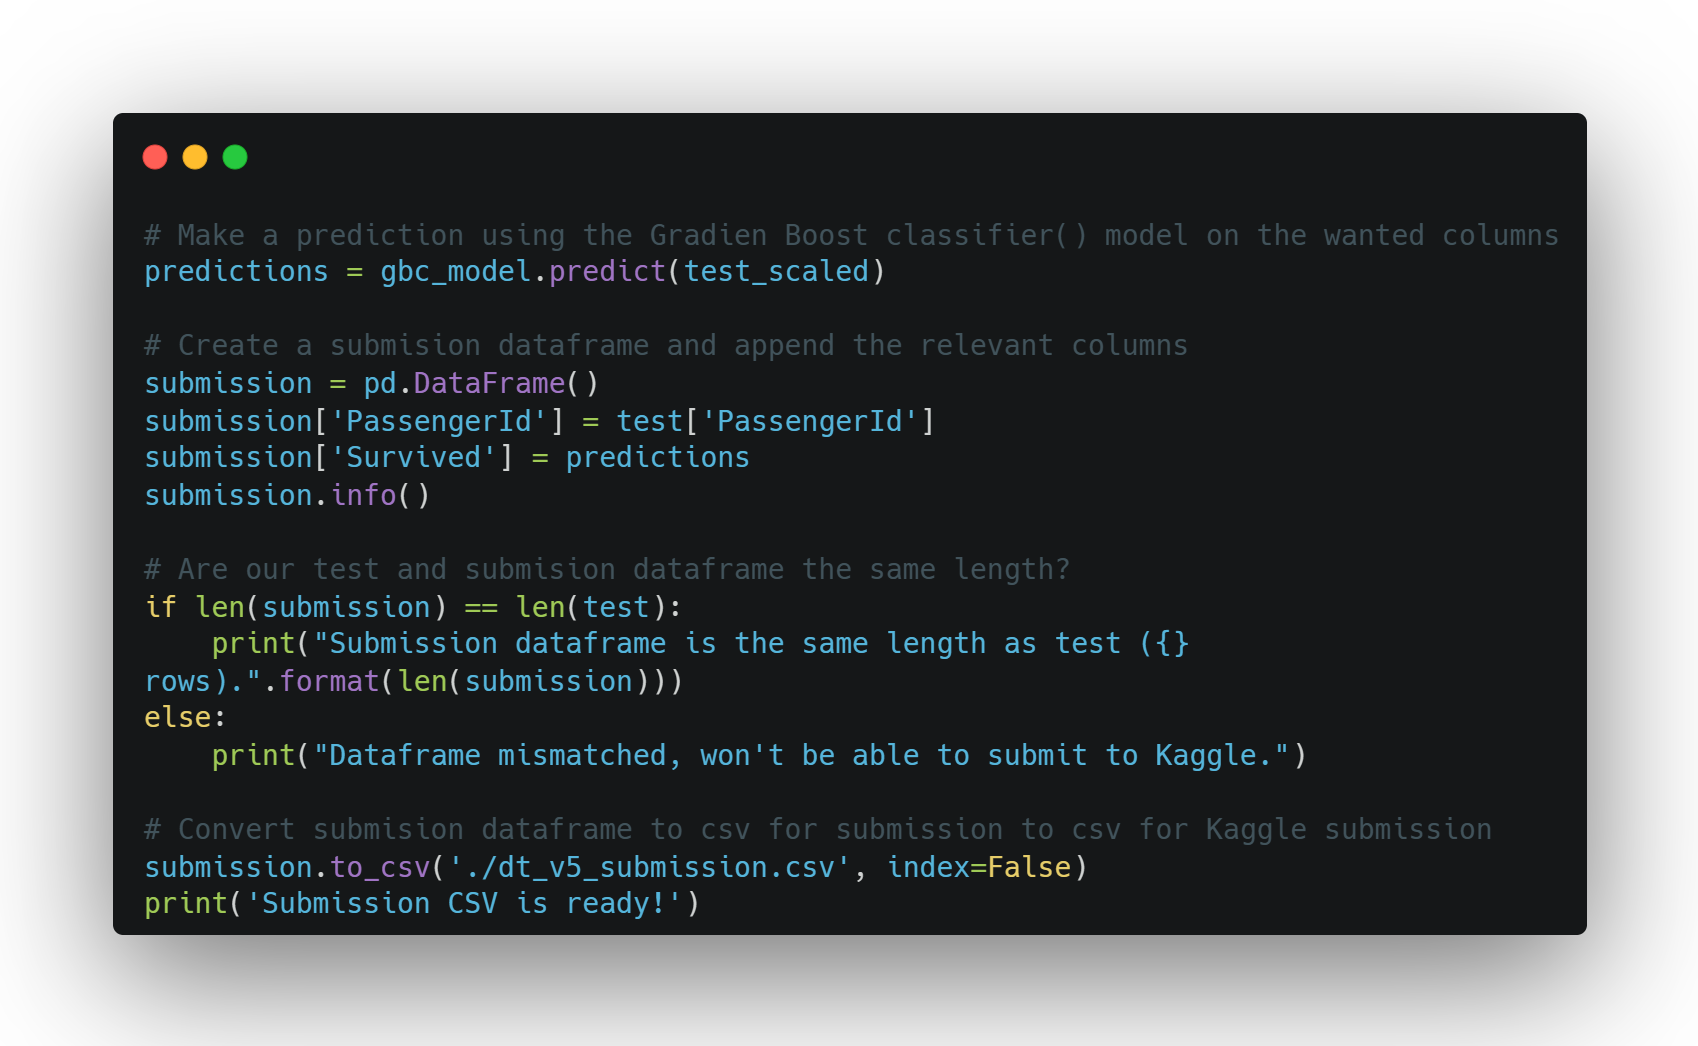 # Make a prediction using the Gradien Boost classifier() model on the wanted columns
predictions = gbc_model.predict(test_scaled)
# Create a submision dataframe and append the relevant columns
submission = pd.DataFrame()
submission['PassengerId'] = test['PassengerId']
submission['Survived'] = predictions
submission.info()
# Are our test and submision dataframe the same length?
if len(submission) == len(test):
    print("Submission dataframe is the same length as test ({}
rows).".format(len(submission)))
else:
    print("Dataframe mismatched, won't be able to submit to Kaggle.")
# Convert submision dataframe to csv for submission to csv for Kaggle submission
submission.to_csv('./dt_v5_submission.csv', index=False)
print('Submission CSV is ready!')